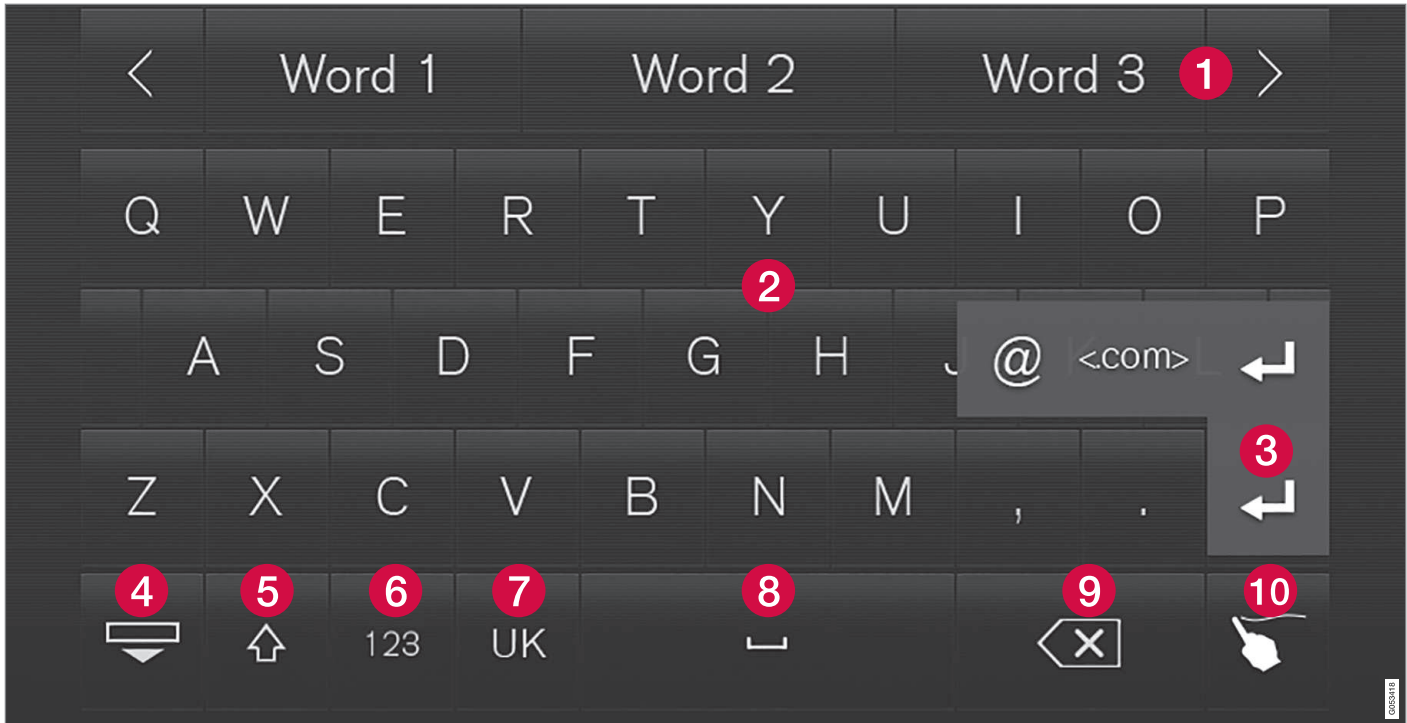 Word 1 Word 2 Word 3 1
Q W E R T Y U I O P
2
A S D F G H J K L @ <.com>
3
Z X C V B N M , .
4 5 6 7 8 9 10
123 UK
G053418